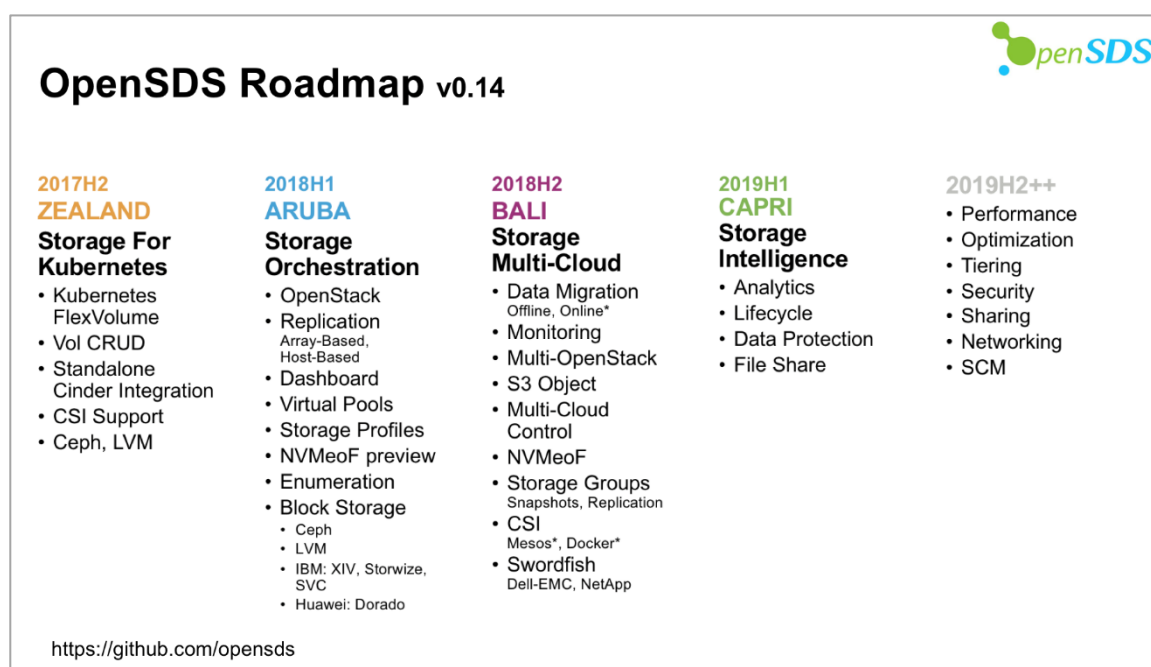 OpenSDS
OpenSDS Roadmap v0.14
2017H2
ZEALAND
Storage For
Kubernetes
• Kubernetes
FlexVolume
• Vol CRUD
• Standalone
Cinder Integration
• CSI Support
• Ceph, LVM
2018H1
ARUBA
Storage
Orchestration
• OpenStack
• Replication
Array-Based,
Host-Based
• Dashboard
• Virtual Pools
• Storage Profiles
• NVMeoF preview
• Enumeration
• Block Storage
• Ceph
• LVM
• IBM: XIV, Storwize,
SVC
• Huawei: Dorado
2018H2
BALI
Storage
Multi-Cloud
• Data Migration
Offline, Online*
• Monitoring
• Multi-OpenStack
• S3 Object
• Multi-Cloud
Control
• NVMeoF
• Storage Groups
Snapshots, Replication
• CSI
Mesos*, Docker*
• Swordfish
Dell-EMC, NetApp
2019H1
CAPRI
Storage
Intelligence
• Analytics
• Lifecycle
• Data Protection
• File Share
2019H2++
• Performance
• Optimization
• Tiering
• Security
• Sharing
• Networking
• SCM
https://github.com/opensds